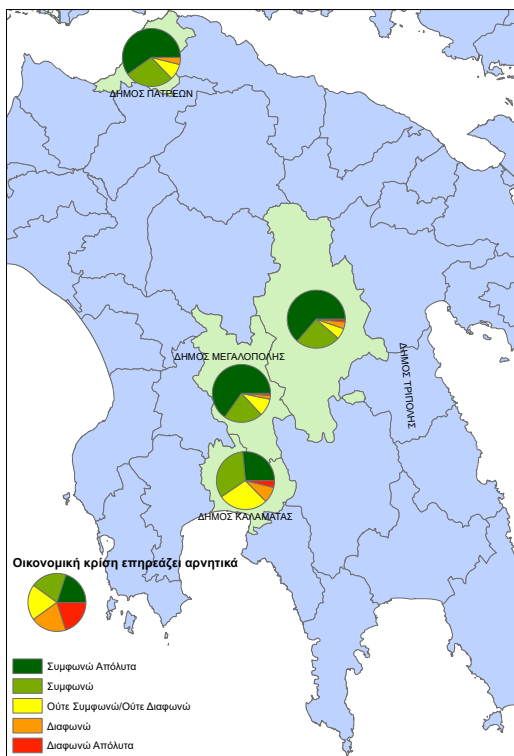 ΔΗΜΟΣ ΠΑΤΡΕΩΝ
ΔΗΜΟΣ ΜΕΓΑΛΟΠΟΛΗΣ
ΔΗΜΟΣ ΤΡΙΠΟΛΗΣ
ΔΗΜΟΣ ΚΑΛΑΜΑΤΑΣ
Οικονομική κρίση επηρεάζει αρνητικά
Συμφωνώ Απόλυτα
Συμφωνώ
Ούτε Συμφωνώ/Ούτε Διαφωνώ
Διαφωνώ
Διαφωνώ Απόλυτα